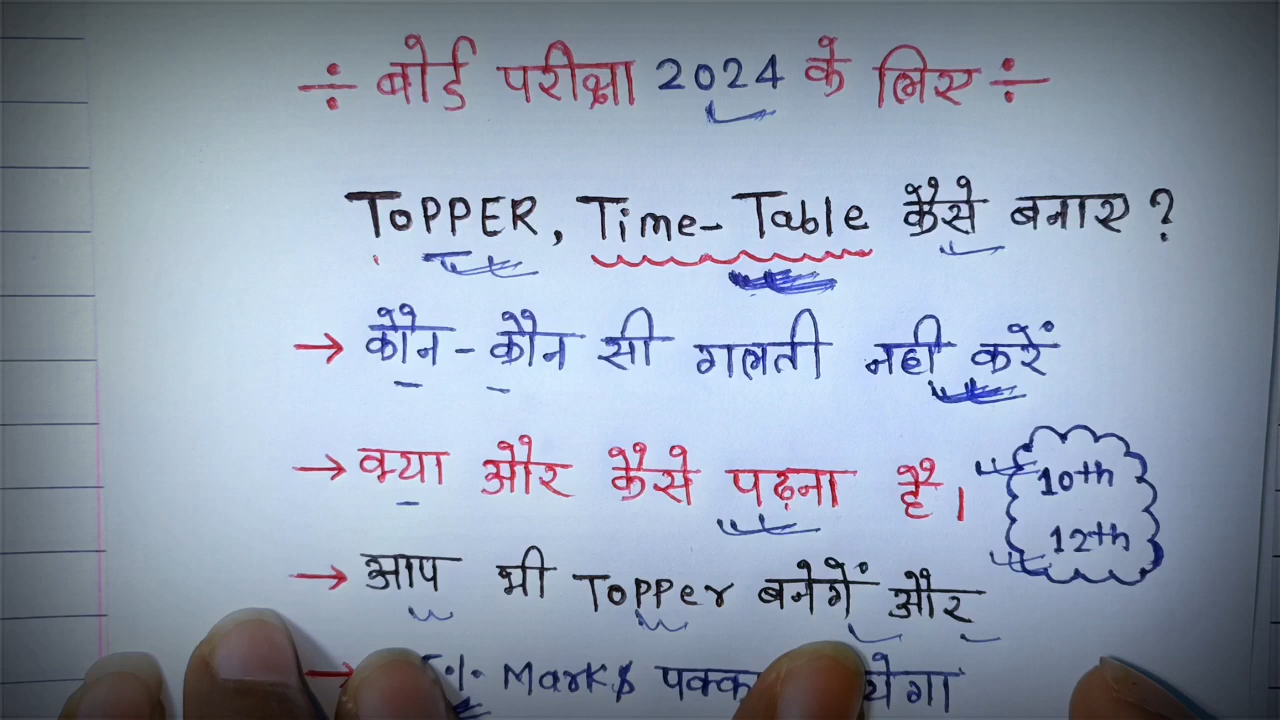 ÷ बोर्ड परीक्षा 2024 के लिए ÷
TOPPER, Time-Table कैसे बनाए ?
→ कौन-कौन सी गलती नही करें
→ क्या और कैसे पढ़ना है।
10th
12th
→ आप भी Topper बनेगें और
→ % Marks पक्का